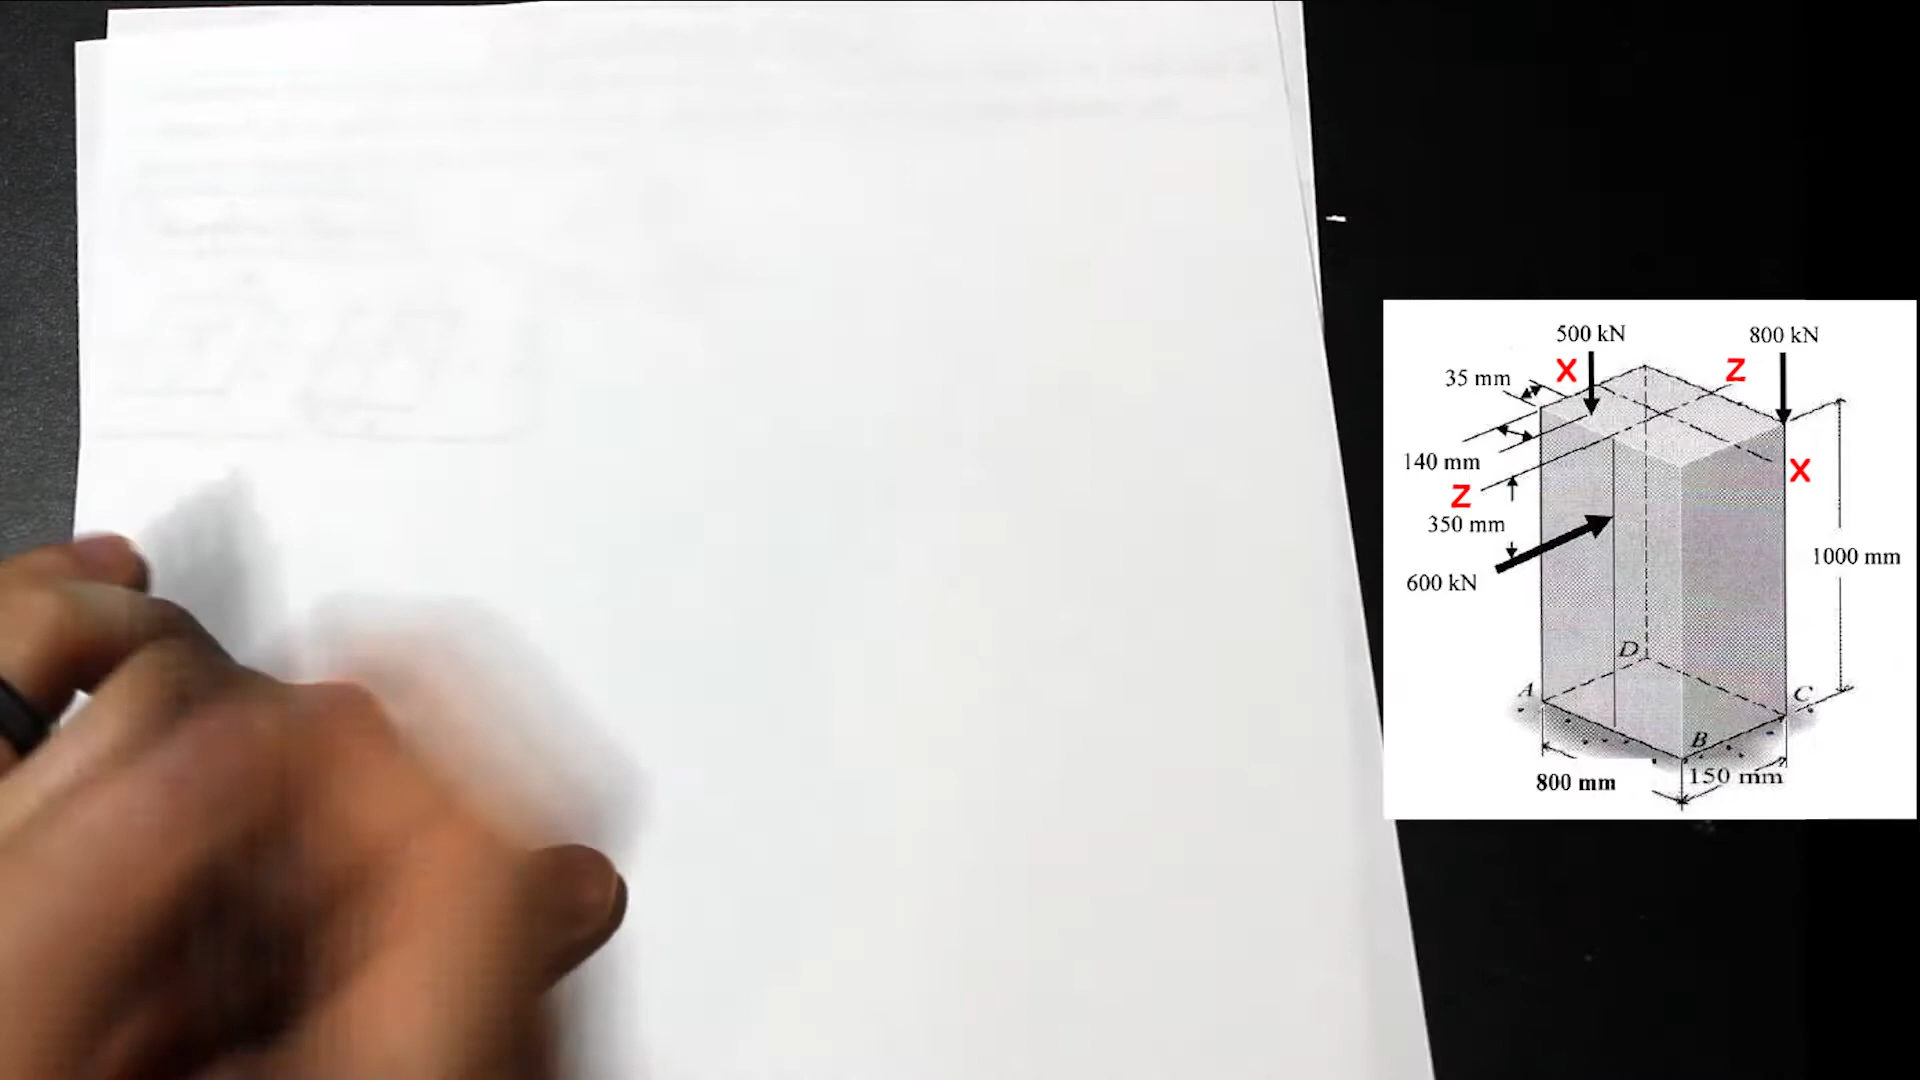 500 kN
800 kN
X
Z
35 mm
140 mm
X
Z
350 mm
1000 mm
600 kN
D
A
C
B
800 mm
150 mm